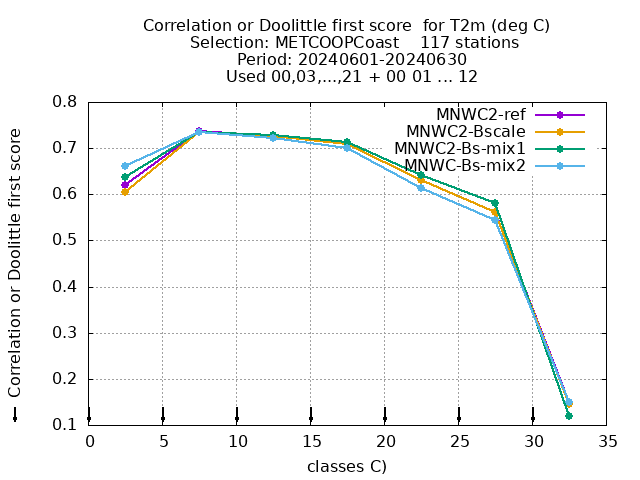 Correlation or Doolittle first score  for T2m (deg C)
Selection: METCOOPCoast    117 stations
Period: 20240601-20240630
Used 00,03,...,21 + 00 01 ... 12
Correlation or Doolittle first score
0.8
0.7
0.6
0.5
0.4
0.3
0.2
0.1
MNWC2-ref
MNWC2-Bscale
MNWC2-Bs-mix1
MNWC-Bs-mix2
0 5 10 15 20 25 30 35
classes C)